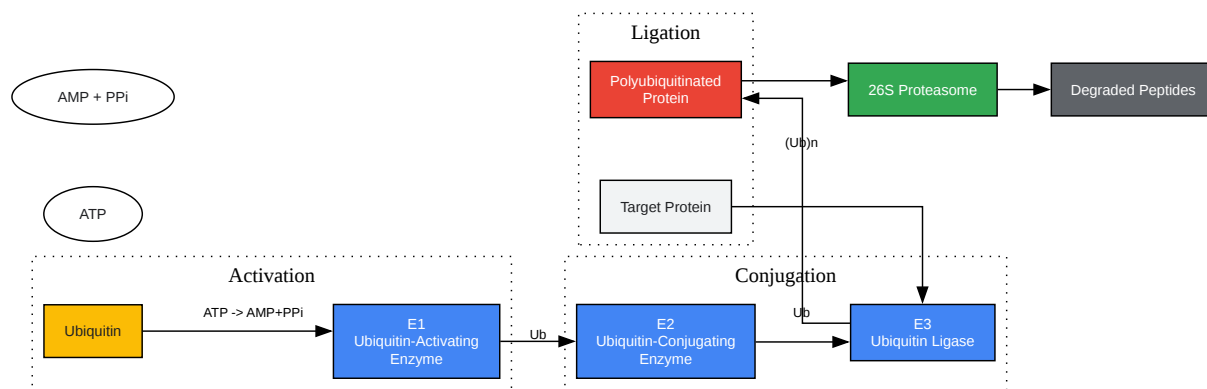 Ligation
Polyubiquitinated
Protein
26S Proteasome
Degraded Peptides
AMP + PPi
(Ub)n
Target Protein
ATP
Activation
Conjugation
Ubiquitin
ATP -> AMP+PPi
E1
Ubiquitin-Activating
Enzyme
Ub
E2
Ubiquitin-Conjugating
Enzyme
Ub
E3
Ubiquitin Ligase